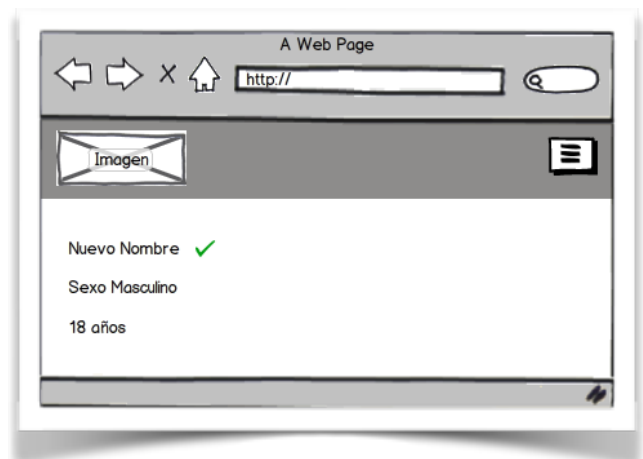 A Web Page
http://
Imagen
Nuevo Nombre
Sexo Masculino
18 años